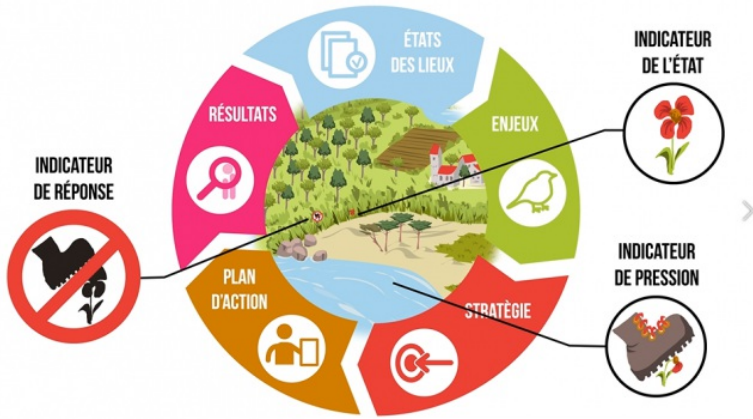 ÉTATS
DES LIEUX
ENJEUX
STRATÈGIE
PLAN
D'ACTION
RÉSULTATS
INDICATEUR
DE L'ÉTAT
INDICATEUR
DE PRESSION
INDICATEUR
DE RÉPONSE